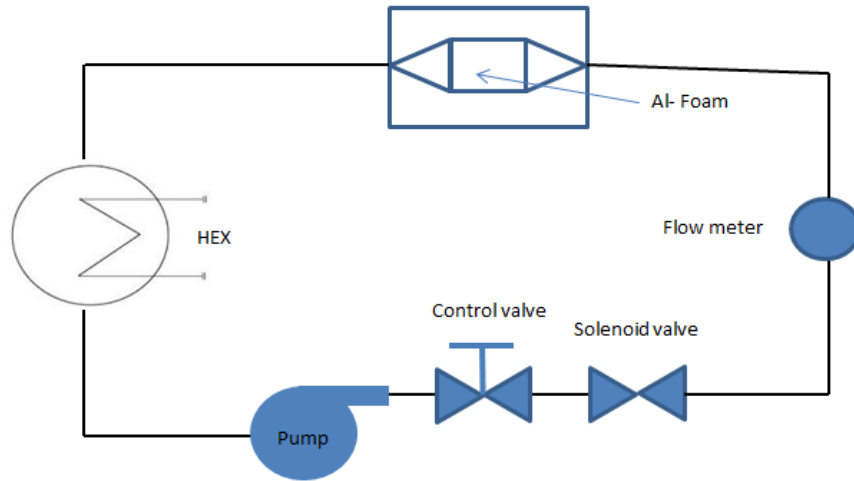 Al- Foam
HEX
Flow meter
Control valve
Solenoid valve
Pump